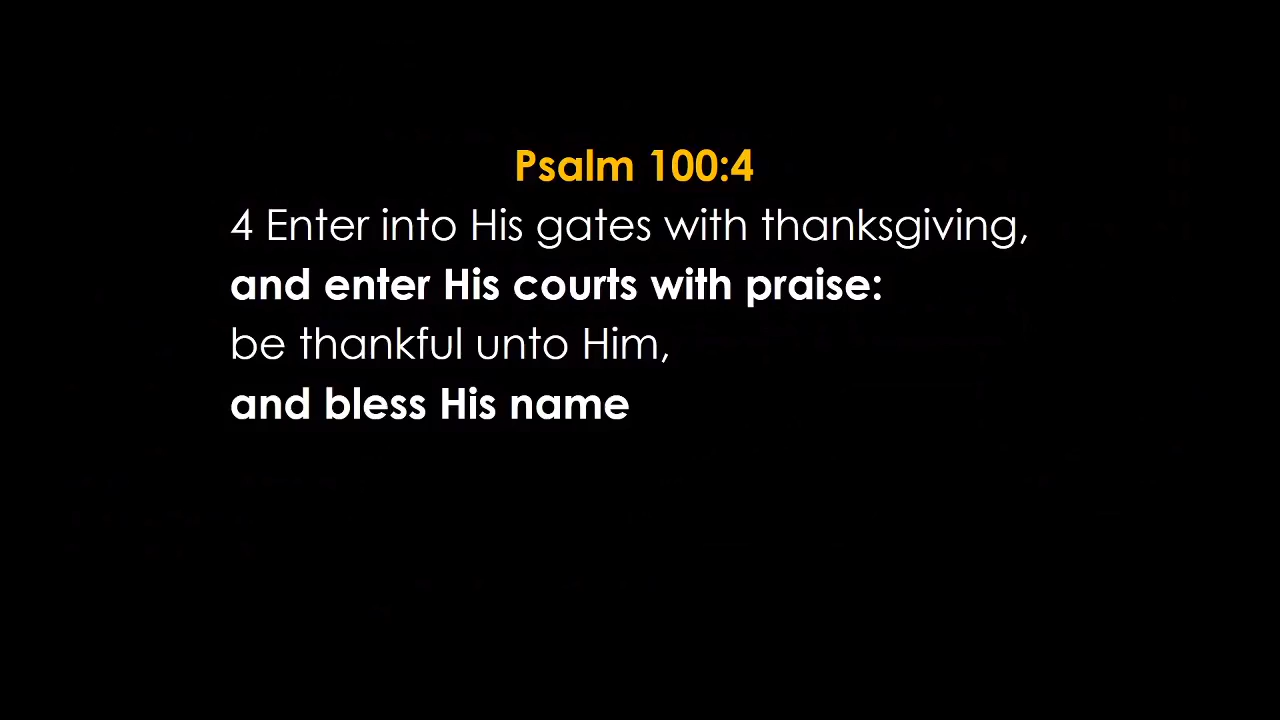 Psalm 100:4
4 Enter into His gates with thanksgiving,
and enter His courts with praise:
be thankful unto Him,
and bless His name